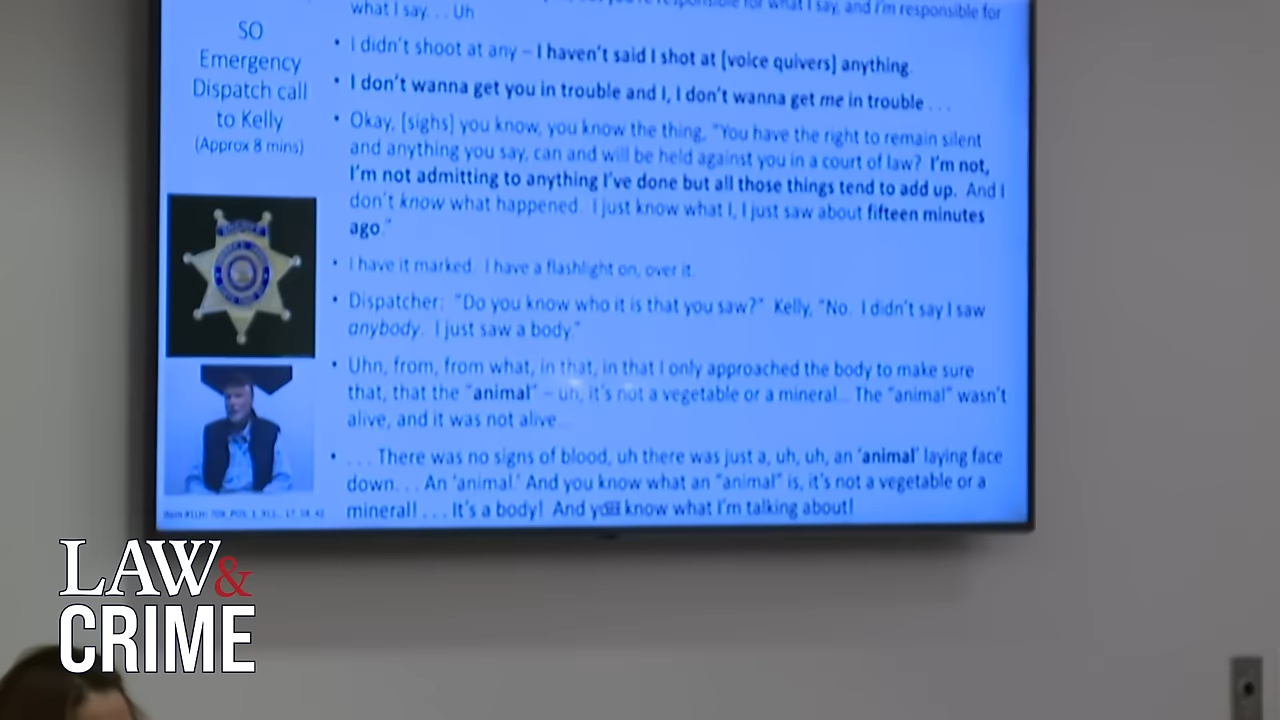 responsible for what I say, and I'm responsible for
what I say. . . Uh
SO
Emergency
Dispatch call
to Kelly
(Approx 8 mins)
• I didn't shoot at any – I haven't said I shot at [voice quivers] anything.
• I don't wanna get you in trouble and I, I don't wanna get me in trouble . . .
• Okay, [sighs] you know, you know the thing, "You have the right to remain silent
and anything you say, can and will be held against you in a court of law? I'm not,
I'm not admitting to anything I've done but all those things tend to add up. And I
don't know what happened. I just know what I, I just saw about fifteen minutes
ago."
• I have it marked. I have a flashlight on, over it.
• Dispatcher: "Do you know who it is that you saw?" Kelly, "No. I didn't say I saw
anybody. I just saw a body."
• Uhn, from, from what, in that, in that I only approached the body to make sure
that, that the "animal" – uh, it's not a vegetable or a mineral... The "animal" wasn't
alive, and it was not alive...
• . . . There was no signs of blood, uh there was just a, uh, uh, an 'animal' laying face
down. . . An 'animal.' And you know what an "animal" is, it's not a vegetable or a
mineral! . . . It's a body! And you know what I'm talking about!
LAW&
CRIME